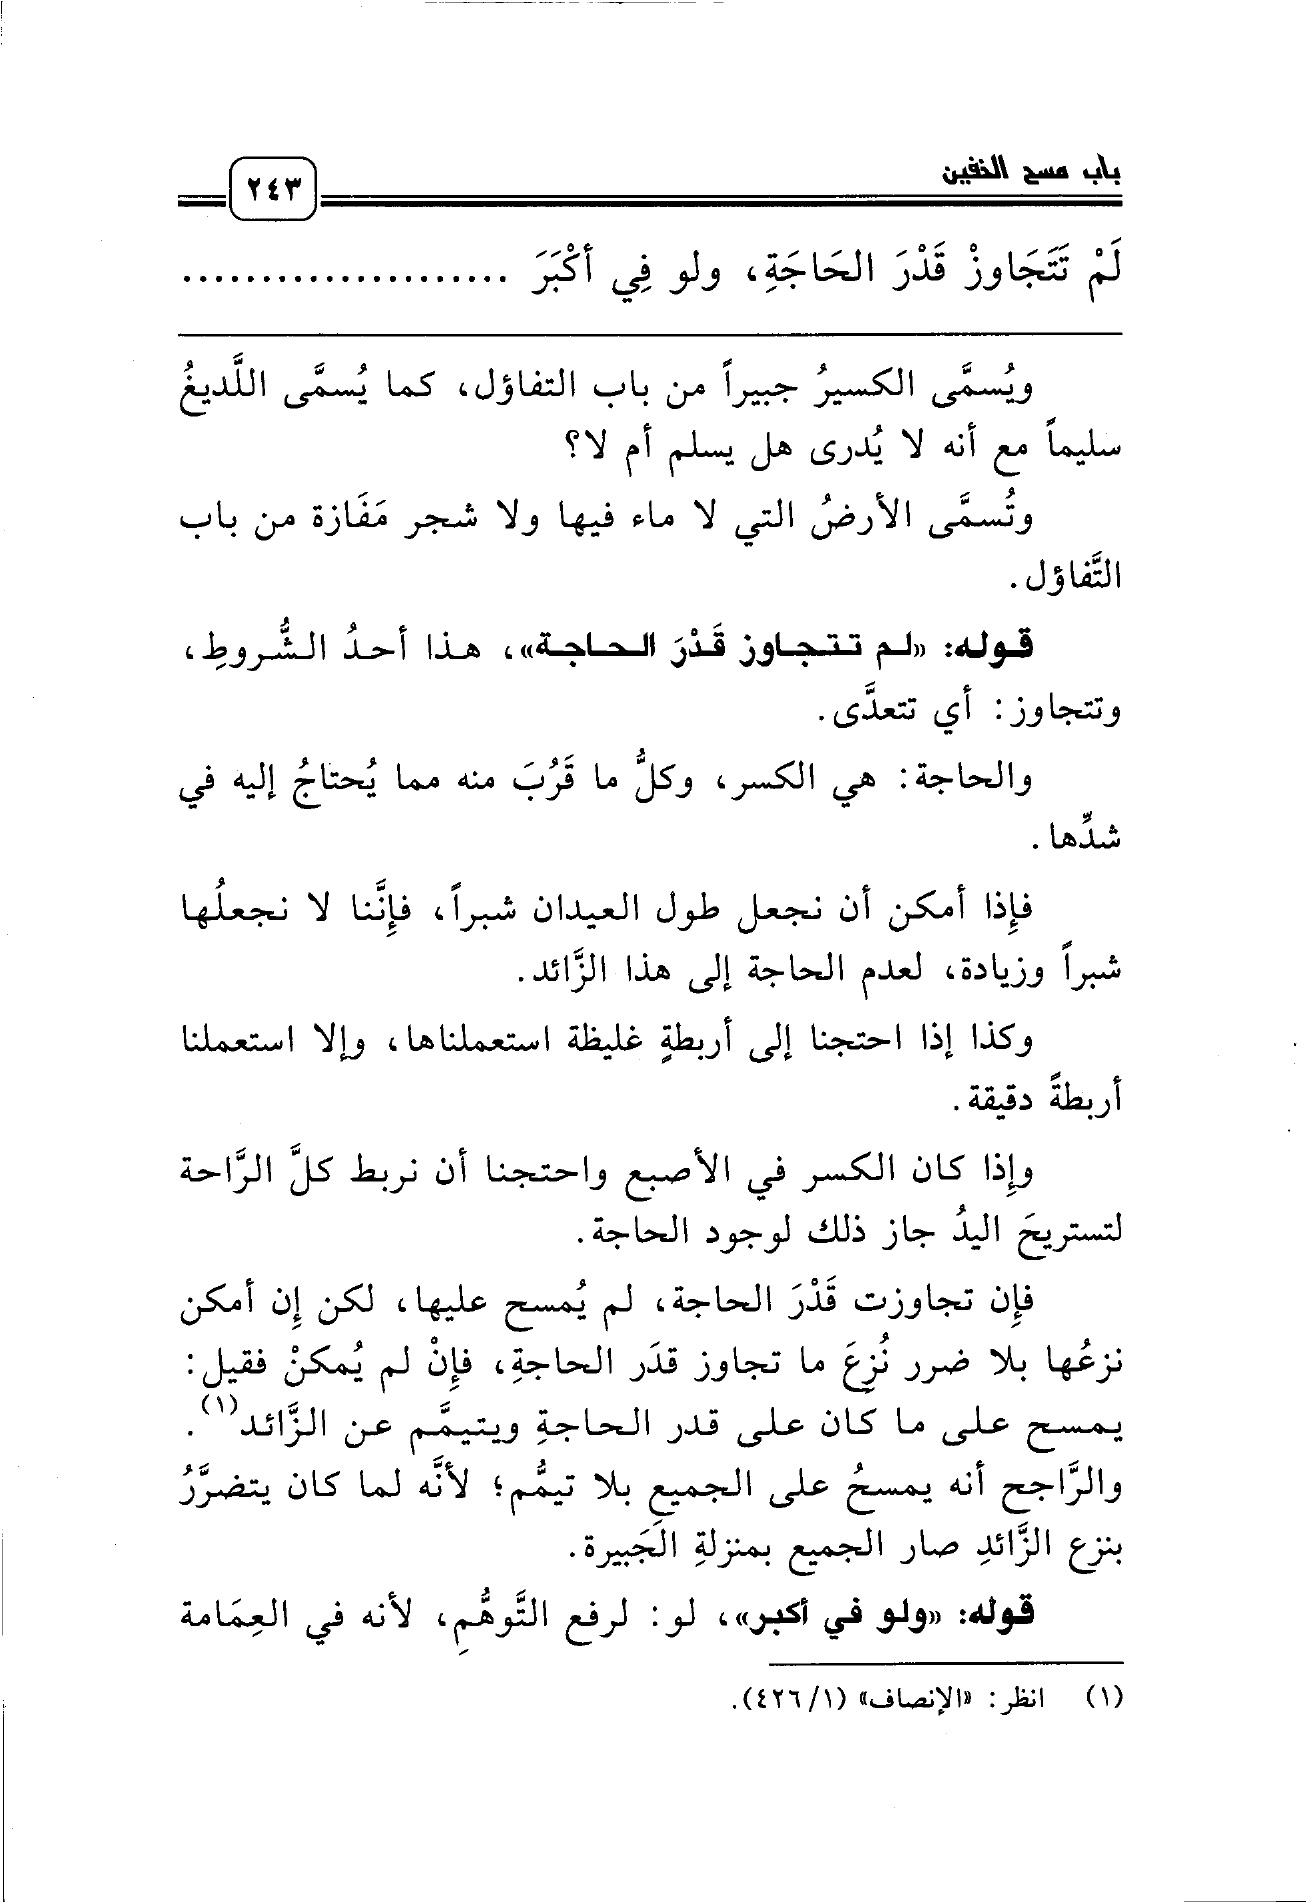 باب مسح الخفين
٢٤٣
لَمْ تَتَجَاوزْ قَدْرَ الحَاجَةِ، ولو فِي أَكْبَرَ .....................
ويُسمَّى الكسيرُ جبيراً من باب التفاؤل، كما يُسمَّى اللَّديغُ
سليماً مع أنه لا يُدرى هل يسلم أم لا؟
وتُسمَّى الأرضُ التي لا ماء فيها ولا شجر مَفَازة من باب
التَّفاؤل.
قوله: «لم تتجاوز قَدْرَ الحاجة»، هذا أحدُ الشُّروطِ،
وتتجاوز: أي تتعدَّى.
والحاجة: هي الكسر، وكلُّ ما قَرُبَ منه مما يُحتاجُ إليه في
شدِّها.
فإِذا أمكن أن نجعل طول العيدان شبراً، فإِنَّنا لا نجعلُها
شبراً وزيادة، لعدم الحاجة إلى هذا الزَّائد.
وكذا إذا احتجنا إلى أربطةٍ غليظة استعملناها، وإلا استعملنا
أربطةً دقيقة.
وإِذا كان الكسر في الأصبع واحتجنا أن نربط كلَّ الرَّاحة
لتستريحَ اليدُ جاز ذلك لوجود الحاجة.
فإِن تجاوزت قَدْرَ الحاجة، لم يُمسح عليها، لكن إِن أمكن
نزعُها بلا ضرر نُزِعَ ما تجاوز قدَر الحاجةِ، فإِنْ لم يُمكنْ فقيل:
يمسح على ما كان على قدر الحاجةِ ويتيمَّم عن الزَّائد(١).
والرَّاجح أنه يمسحُ على الجميع بلا تيمُّم؛ لأنَّه لما كان يتضرَّرُ
بنزع الزَّائدِ صار الجميع بمنزلةِ الجَبيرة.
قوله: «ولو في أكبر»، لو: لرفع التَّوهُّمِ، لأنه في العِمَامة
(١) انظر: «الإنصاف» (١/ ٤٢٦).